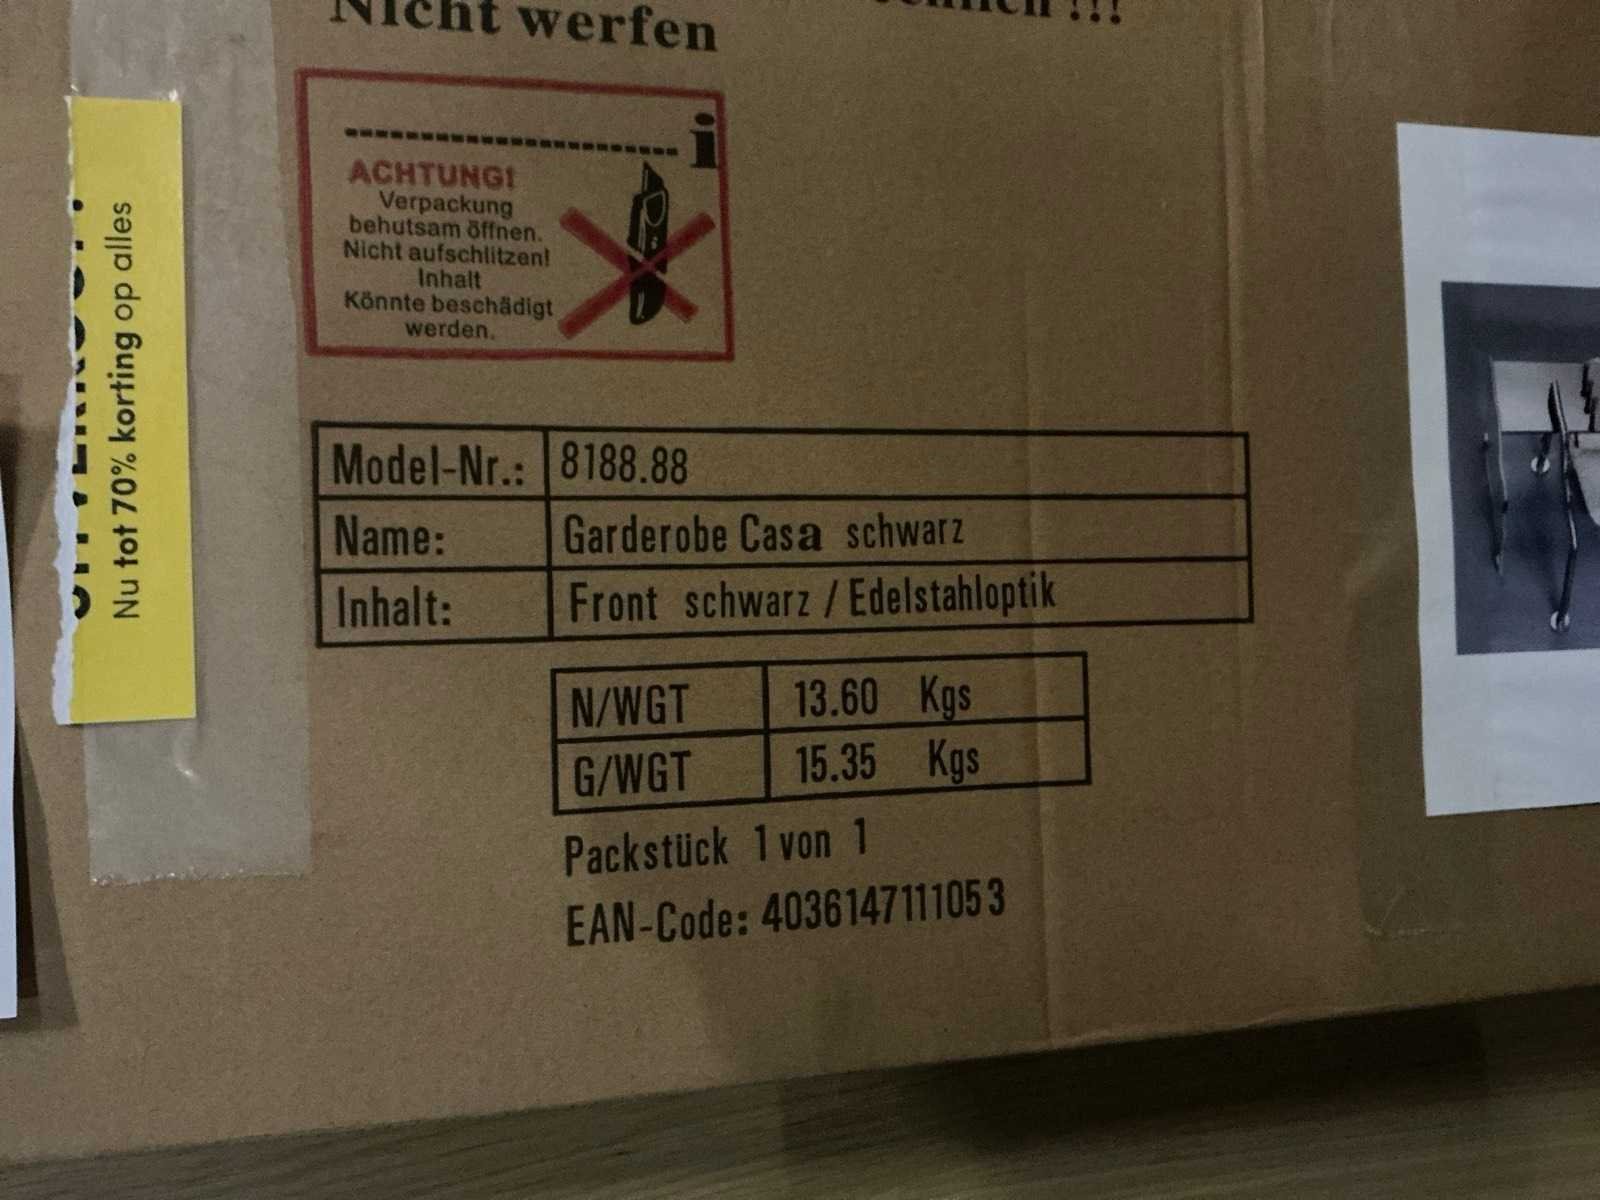 Nicht werfen
!!!
ACHTUNG!
Verpackung
behutsam öffnen.
Nicht aufschlitzen!
Inhalt
Könnte beschädigt
werden.
Nu tot 70% korting op alles
Model-Nr.: 8188.88
Name: Garderobe Casa schwarz
Inhalt: Front schwarz / Edelstahloptik
N/WGT 13.60 Kgs
G/WGT 15.35 Kgs
Packstück 1 von 1
EAN-Code: 4036147111053